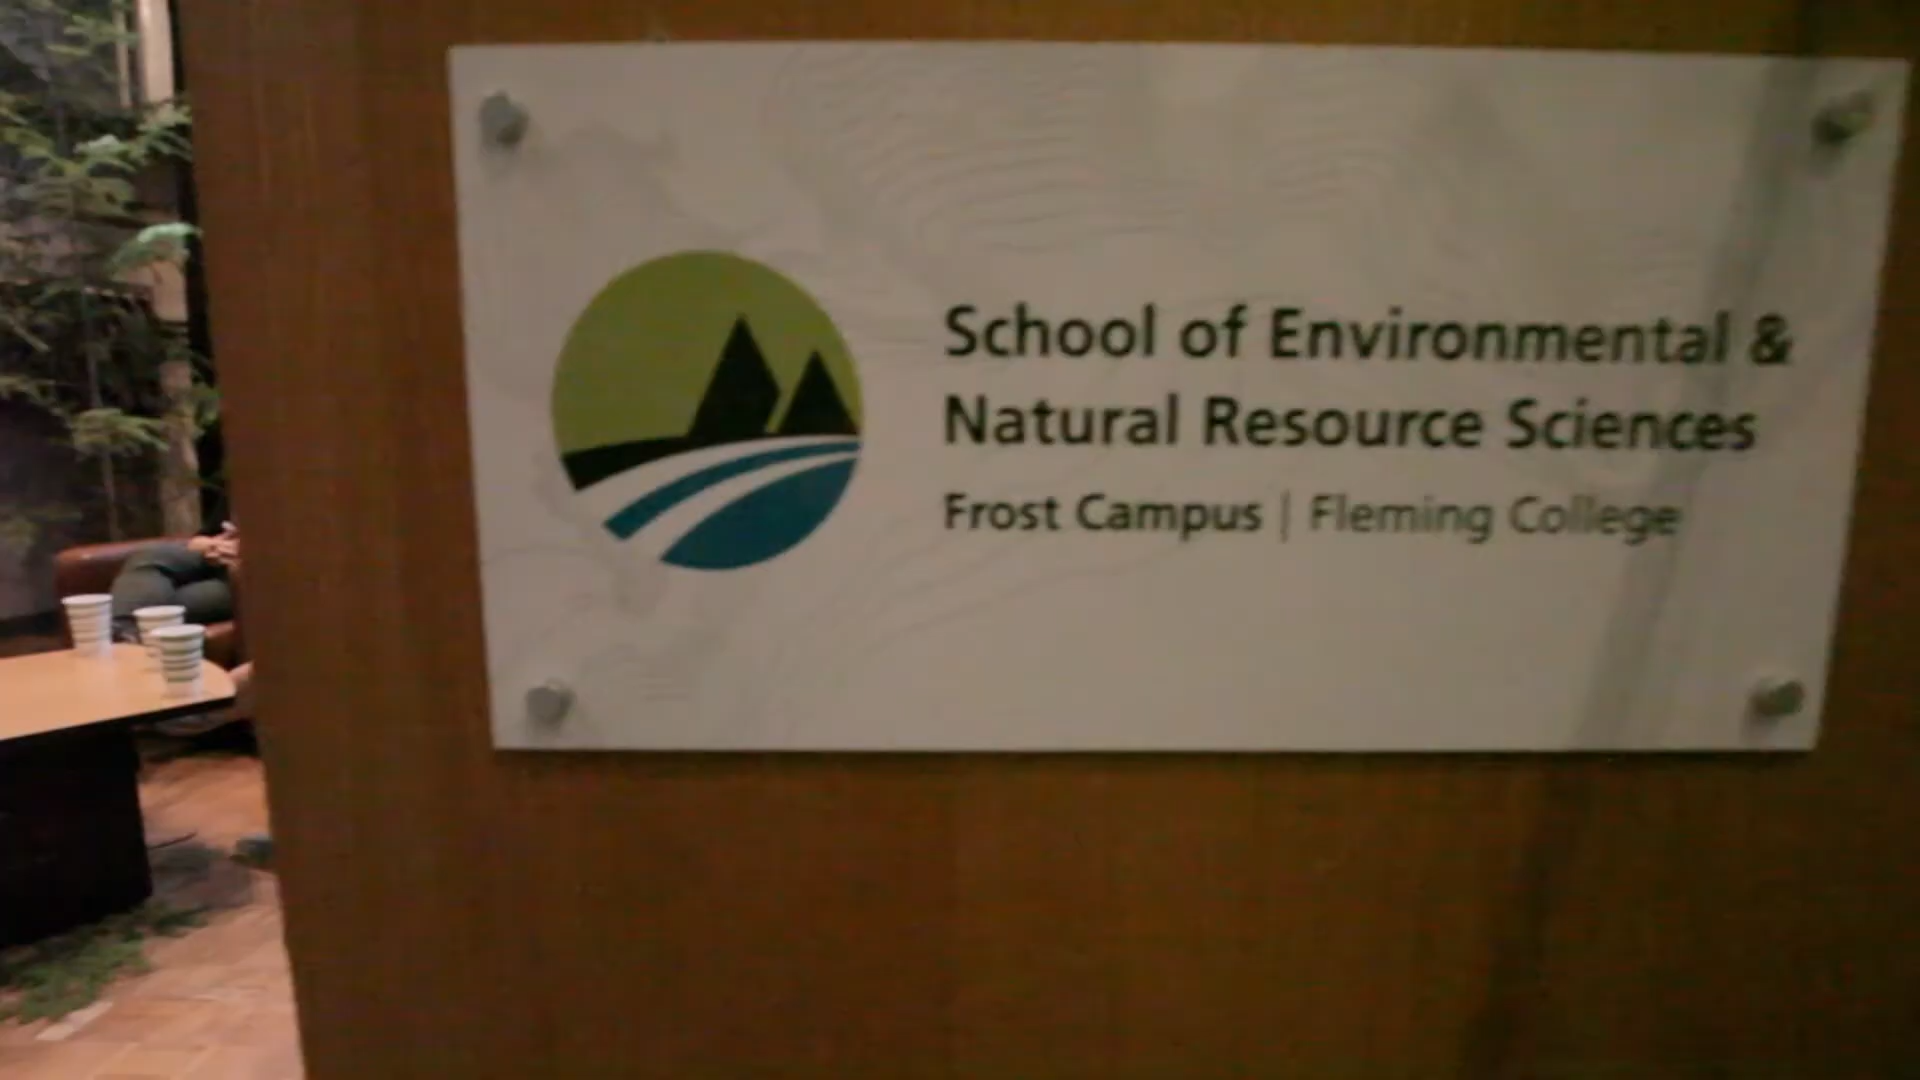 School of Environmental &
Natural Resource Sciences
Frost Campus | Fleming College